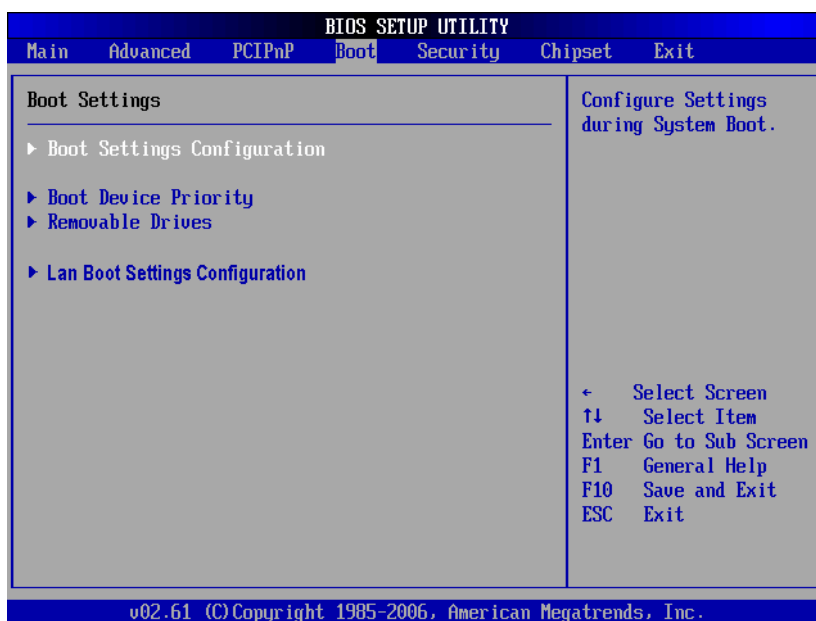 BIOS SETUP UTILITY
Main Advanced PCIPnP Boot Security Chipset Exit
Boot Settings
▶ Boot Settings Configuration
▶ Boot Device Priority
▶ Removable Drives
▶ Lan Boot Settings Configuration
Configure Settings
during System Boot.
← Select Screen
↑↓ Select Item
Enter Go to Sub Screen
F1 General Help
F10 Save and Exit
ESC Exit
v02.61 (C)Copyright 1985-2006, American Megatrends, Inc.